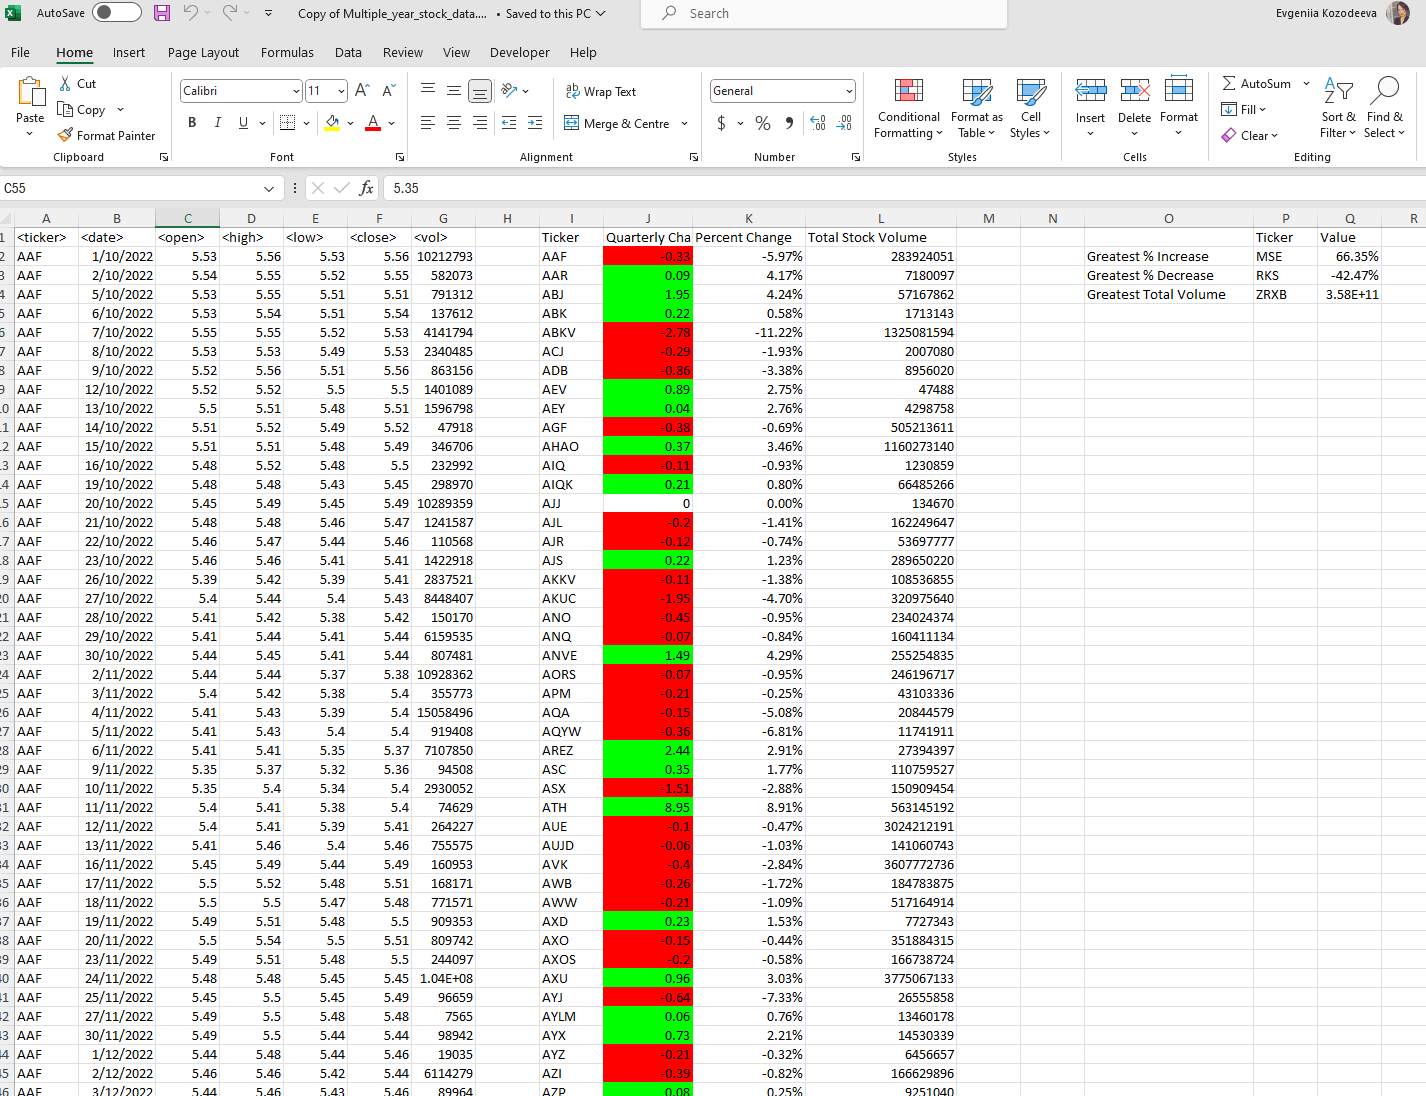 AutoSave Copy of Multiple_year_stock_data.... • Saved to this PC Search Evgeniia Kozodeeva
File Home Insert Page Layout Formulas Data Review View Developer Help
Paste Cut Copy Format Painter
Calibri 11 A A B I U A
ab Wrap Text Merge & Centre
General $ % 9 .00 .00
Conditional Formatting Format as Table Cell Styles
Insert Delete Format
AutoSum Fill Clear Sort & Filter Find & Select
Clipboard Font Alignment Number Styles Cells Editing
C55 fx 5.35
A B C D E F G H I J K L M N O P Q R
1 <ticker> <date> <open> <high> <low> <close> <vol> Ticker Quarterly Cha Percent Change Total Stock Volume Ticker Value
2 AAF 1/10/2022 5.53 5.56 5.53 5.56 10212793 AAF -0.33 -5.97% 283924051 Greatest % Increase MSE 66.35%
3 AAF 2/10/2022 5.54 5.55 5.52 5.55 582073 AAR 0.09 4.17% 7180097 Greatest % Decrease RKS -42.47%
4 AAF 5/10/2022 5.53 5.55 5.51 5.51 791312 ABJ 1.95 4.24% 57167862 Greatest Total Volume ZRXB 3.58E+11
5 AAF 6/10/2022 5.53 5.54 5.51 5.54 137612 ABK 0.22 0.58% 1713143
6 AAF 7/10/2022 5.55 5.55 5.52 5.53 4141794 ABKV -2.78 -11.22% 1325081594
7 AAF 8/10/2022 5.53 5.53 5.49 5.53 2340485 ACJ -0.29 -1.93% 2007080
8 AAF 9/10/2022 5.52 5.56 5.51 5.56 863156 ADB -0.86 -3.38% 8956020
9 AAF 12/10/2022 5.52 5.52 5.5 5.5 1401089 AEV 0.89 2.75% 47488
0 AAF 13/10/2022 5.5 5.51 5.48 5.51 1596798 AEY 0.04 2.76% 4298758
11 AAF 14/10/2022 5.51 5.52 5.49 5.52 47918 AGF -0.38 -0.69% 505213611
12 AAF 15/10/2022 5.51 5.51 5.48 5.49 346706 AHAO 0.37 3.46% 1160273140
3 AAF 16/10/2022 5.48 5.52 5.48 5.5 232992 AIQ -0.11 -0.93% 1230859
4 AAF 19/10/2022 5.48 5.48 5.43 5.45 298970 AIQK 0.21 0.80% 66485266
5 AAF 20/10/2022 5.45 5.49 5.45 5.49 10289359 AJJ 0 0.00% 134670
6 AAF 21/10/2022 5.48 5.48 5.46 5.47 1241587 AJL -0.2 -1.41% 162249647
7 AAF 22/10/2022 5.46 5.47 5.44 5.46 110568 AJR -0.12 -0.74% 53697777
8 AAF 23/10/2022 5.46 5.46 5.41 5.41 1422918 AJS 0.22 1.23% 289650220
9 AAF 26/10/2022 5.39 5.42 5.39 5.41 2837521 AKKV -0.11 -1.38% 108536855
20 AAF 27/10/2022 5.4 5.44 5.4 5.43 8448407 AKUC -1.95 -4.70% 320975640
21 AAF 28/10/2022 5.41 5.42 5.38 5.42 150170 ANO -0.45 -0.95% 234024374
22 AAF 29/10/2022 5.41 5.44 5.41 5.44 6159535 ANQ -0.07 -0.84% 160411134
23 AAF 30/10/2022 5.44 5.45 5.41 5.44 807481 ANVE 1.49 4.29% 255254835
24 AAF 2/11/2022 5.44 5.44 5.37 5.38 10928362 AORS -0.07 -0.95% 246196717
25 AAF 3/11/2022 5.4 5.42 5.38 5.4 355773 APM -0.21 -0.25% 43103336
26 AAF 4/11/2022 5.41 5.43 5.39 5.4 15058496 AQA -0.15 -5.08% 20844579
27 AAF 5/11/2022 5.41 5.43 5.4 5.4 919408 AQYW -0.36 -6.81% 11741911
28 AAF 6/11/2022 5.41 5.41 5.35 5.37 7107850 AREZ 2.44 2.91% 27394397
29 AAF 9/11/2022 5.35 5.37 5.32 5.36 94508 ASC 0.35 1.77% 110759527
30 AAF 10/11/2022 5.35 5.4 5.34 5.4 2930052 ASX -1.51 -2.88% 150909454
31 AAF 11/11/2022 5.4 5.41 5.38 5.4 74629 ATH 8.95 8.91% 563145192
32 AAF 12/11/2022 5.4 5.41 5.39 5.41 264227 AUE -0.1 -0.47% 3024212191
33 AAF 13/11/2022 5.41 5.46 5.4 5.46 755575 AUJD -0.06 -1.03% 141060743
34 AAF 16/11/2022 5.45 5.49 5.44 5.49 160953 AVK -0.4 -2.84% 3607772736
35 AAF 17/11/2022 5.5 5.52 5.48 5.51 168171 AWB -0.26 -1.72% 184783875
36 AAF 18/11/2022 5.5 5.5 5.47 5.48 771571 AWW -0.21 -1.09% 517164914
37 AAF 19/11/2022 5.49 5.51 5.48 5.5 909353 AXD 0.23 1.53% 7727343
38 AAF 20/11/2022 5.5 5.54 5.5 5.51 809742 AXO -0.15 -0.44% 351884315
39 AAF 23/11/2022 5.49 5.51 5.48 5.5 244097 AXOS -0.2 -0.58% 166738724
40 AAF 24/11/2022 5.48 5.48 5.45 5.45 1.04E+08 AXU 0.96 3.03% 3775067133
41 AAF 25/11/2022 5.45 5.5 5.45 5.49 96659 AYJ -0.64 -7.33% 26555858
42 AAF 27/11/2022 5.49 5.5 5.48 5.48 7565 AYLM 0.06 0.76% 13460178
43 AAF 30/11/2022 5.49 5.5 5.44 5.44 98942 AYX 0.73 2.21% 14530339
44 AAF 1/12/2022 5.44 5.48 5.44 5.46 19035 AYZ -0.21 -0.32% 6456657
45 AAF 2/12/2022 5.46 5.46 5.42 5.44 6114279 AZI -0.39 -0.82% 166629896
46 AAF 3/12/2022 5.44 5.46 5.43 5.46 89964 AZP 0.08 0.25% 9251040